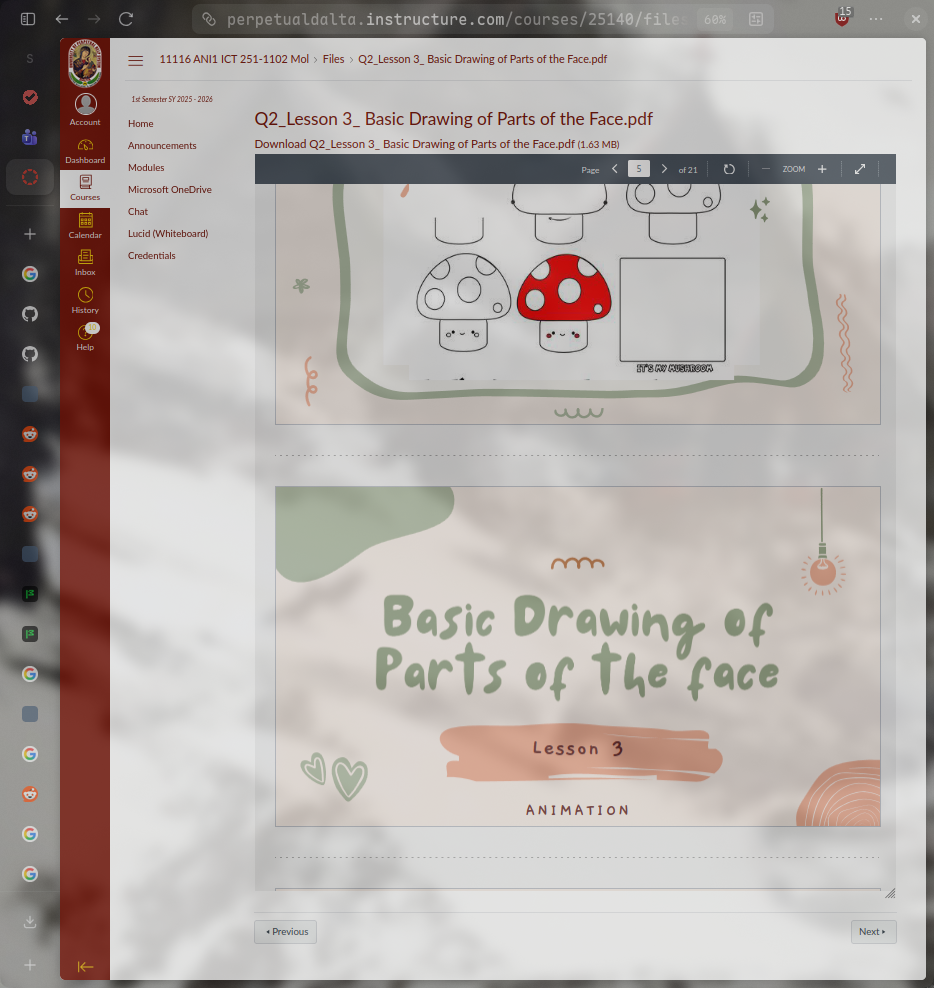 perpetualdalta.instructure.com/courses/25140/files
60%
15
S
11116 ANI1 ICT 251-1102 Mol › Files › Q2_Lesson 3_ Basic Drawing of Parts of the Face.pdf
1st Semester SY 2025 - 2026
Home
Announcements
Modules
Microsoft OneDrive
Chat
Lucid (Whiteboard)
Credentials
Account
Dashboard
Courses
Calendar
Inbox
History
Help
Q2_Lesson 3_ Basic Drawing of Parts of the Face.pdf
Download Q2_Lesson 3_ Basic Drawing of Parts of the Face.pdf (1.63 MB)
Page 5 of 21 ZOOM
IT'S MY MUSHROOM
Basic Drawing of
Parts of the face
Lesson 3
ANIMATION
Previous
Next